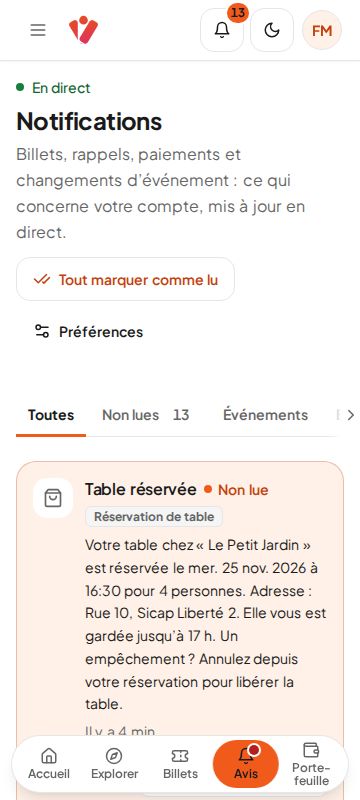 13
FM
En direct
Notifications
Billets, rappels, paiements et
changements d’événement : ce qui
concerne votre compte, mis à jour en
direct.
Tout marquer comme lu
Préférences
Toutes Non lues 13 Événements
Table réservée Non lue
Réservation de table
Votre table chez « Le Petit Jardin »
est réservée le mer. 25 nov. 2026 à
16:30 pour 4 personnes. Adresse :
Rue 10, Sicap Liberté 2. Elle vous est
gardée jusqu’à 17 h. Un
empêchement ? Annulez depuis
votre réservation pour libérer la
table.
Il y a 4 min
Accueil Explorer Billets Avis Porte-
feuille